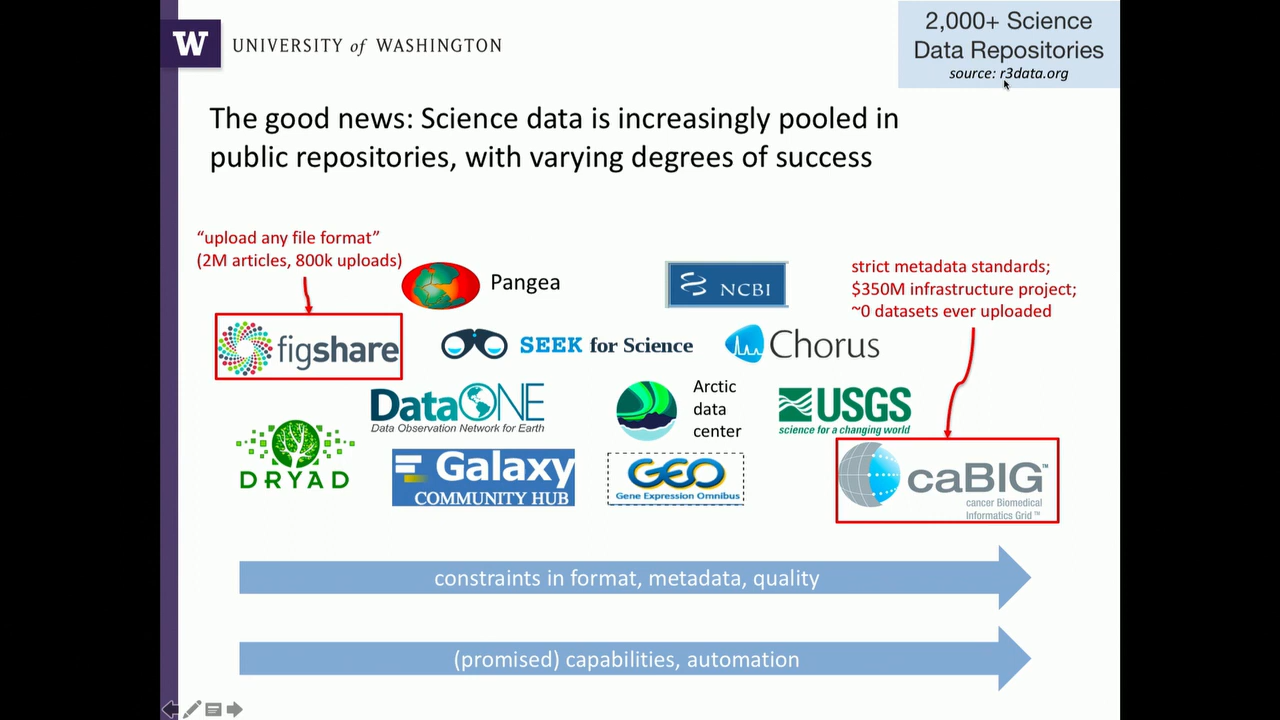 W
UNIVERSITY of WASHINGTON
2,000+ Science
Data Repositories
source: r3data.org
The good news: Science data is increasingly pooled in
public repositories, with varying degrees of success
“upload any file format”
(2M articles, 800k uploads)
Pangea
NCBI
strict metadata standards;
$350M infrastructure project;
~0 datasets ever uploaded
figshare
SEEK for Science
Chorus
DataONE
Data Observation Network for Earth
Arctic
data
center
USGS
science for a changing world
DRYAD
Galaxy
COMMUNITY HUB
GEO
Gene Expression Omnibus
caBIG™
cancer Biomedical
Informatics Grid™
constraints in format, metadata, quality
(promised) capabilities, automation